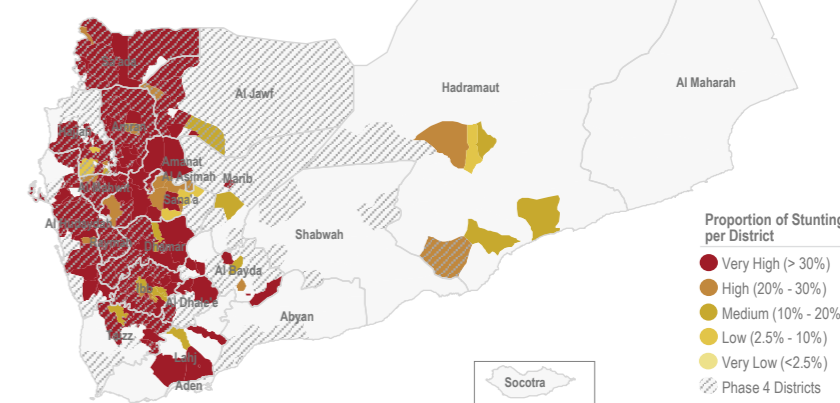 Sa'ada
Al Jawf
Hadramaut
Al Maharah
Hajjah
Amran
Amanat
Al Asimah
Marib
Sana'a
Shabwah
Dhamar
Al Bayda
Ibb
Al Dhale'e
Abyan
Taizz
Lahj
Aden
Socotra
Proportion of Stunting
per District
Very High (> 30%)
High (20% - 30%)
Medium (10% - 20%
Low (2.5% - 10%)
Very Low (<2.5%)
Phase 4 Districts